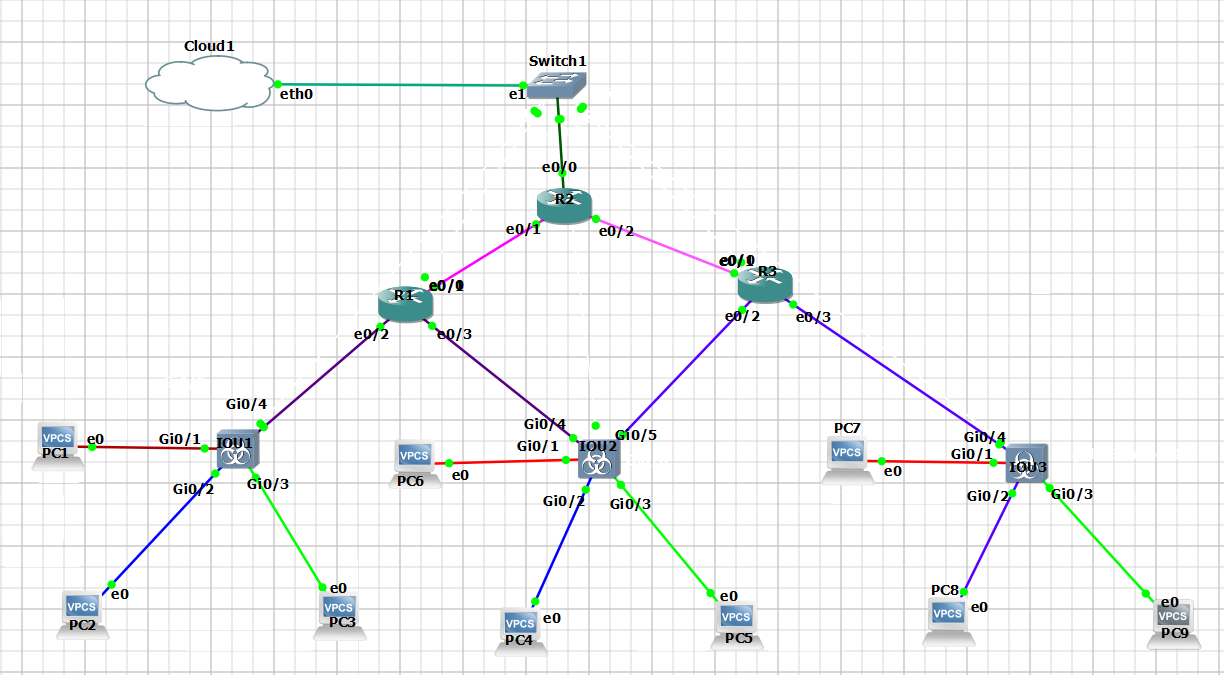 Cloud1
Switch1
eth0
e1
e0/0
R2
e0/1
e0/2
R3
R1
e0/2
e0/3
e0/2
e0/3
Gi0/4
PC1
VPCS
e0
Gi0/1
IOU1
Gi0/2
Gi0/3
VPCS
PC6
e0
Gi0/4
Gi0/1
IOU2
Gi0/5
Gi0/2
Gi0/3
PC7
VPCS
e0
Gi0/4
Gi0/1
IOU3
Gi0/2
Gi0/3
VPCS
PC2
e0
e0
VPCS
PC3
e0
VPCS
PC4
e0
VPCS
PC5
PC8
VPCS
e0
e0
VPCS
PC9